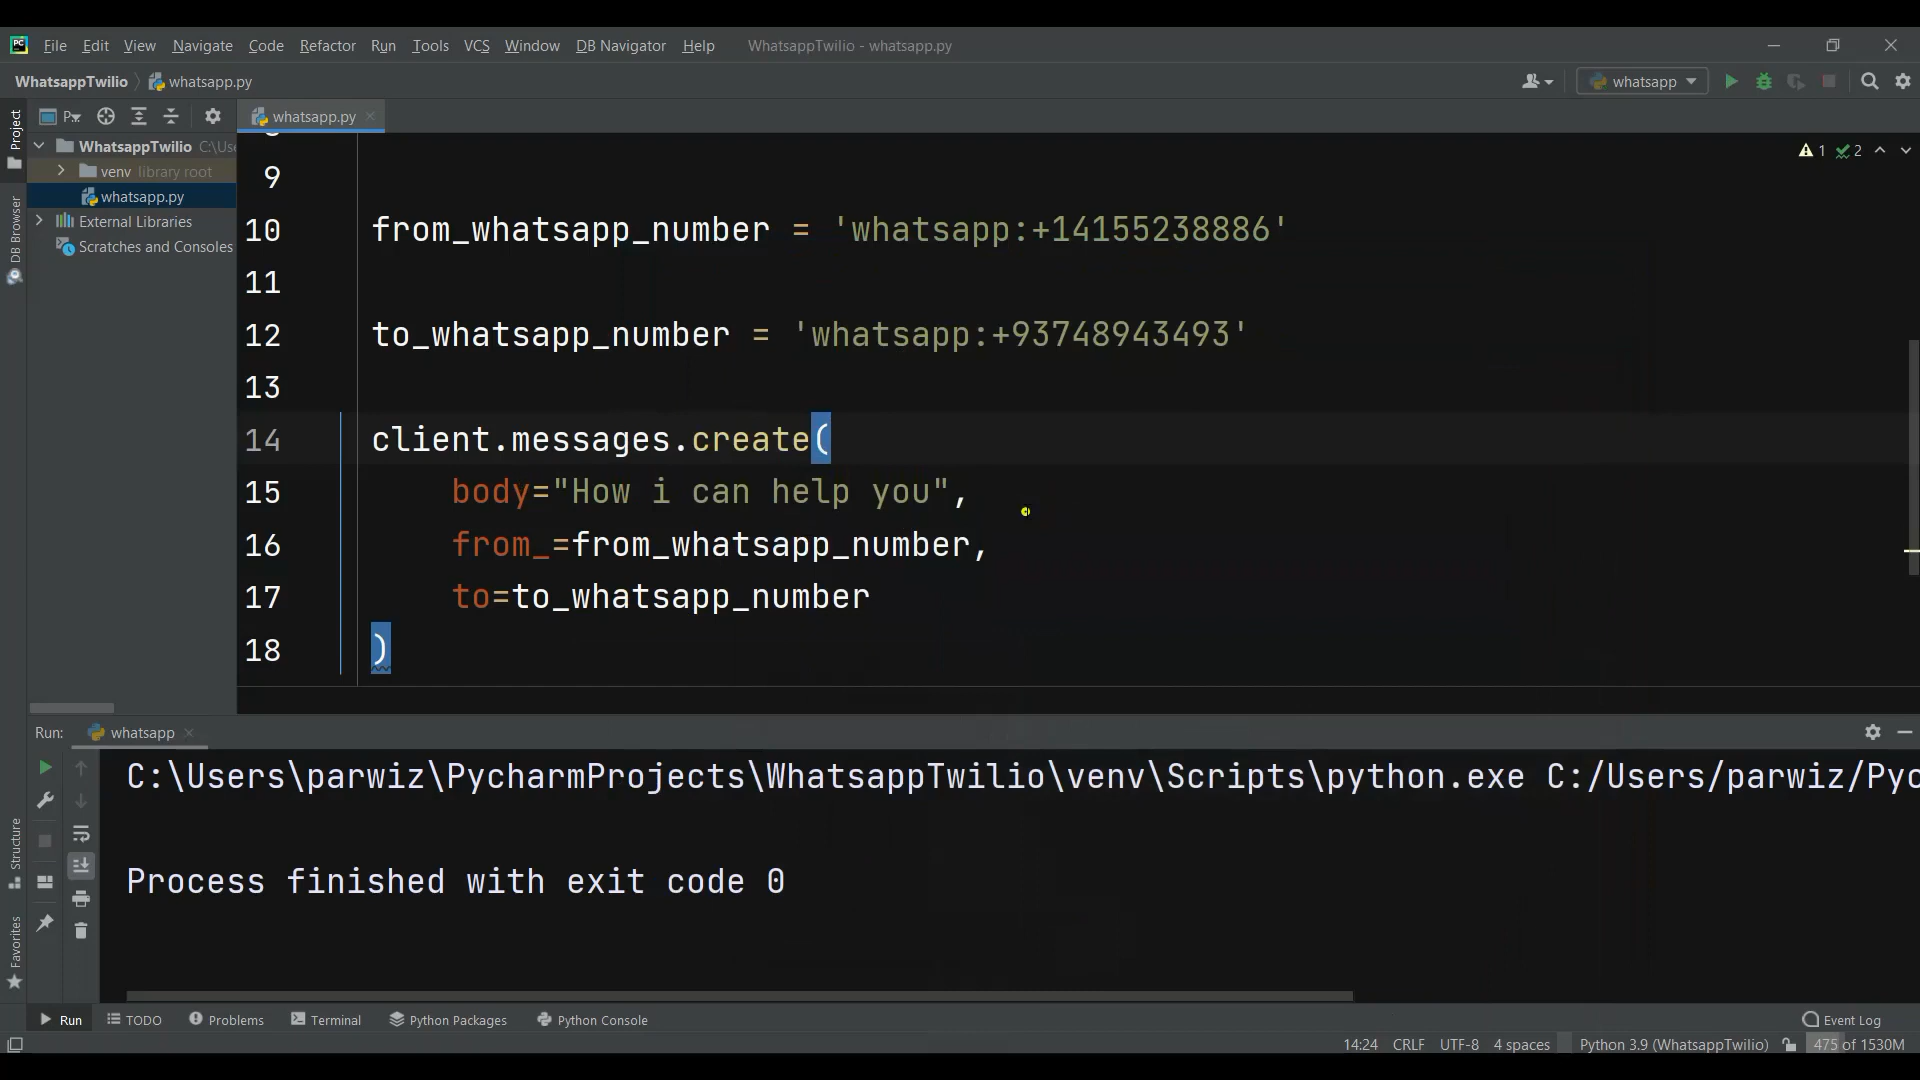 PC File Edit View Navigate Code Refactor Run Tools VCS Window DB Navigator Help WhatsappTwilio - whatsapp.py
WhatsappTwilio whatsapp.py whatsapp
P whatsapp.py
Project
DB Browser
WhatsappTwilio C:\Us
venv library root
whatsapp.py
External Libraries
Scratches and Consoles
1 2
9
10 from_whatsapp_number = 'whatsapp:+14155238886'
11
12 to_whatsapp_number = 'whatsapp:+93748943493'
13
14 client.messages.create(
15 body="How i can help you",
16 from_=from_whatsapp_number,
17 to=to_whatsapp_number
18 )
Run: whatsapp
C:\Users\parwiz\PycharmProjects\WhatsappTwilio\venv\Scripts\python.exe C:/Users/parwiz/Pyc
Process finished with exit code 0
Structure
Favorites
Run TODO Problems Terminal Python Packages Python Console Event Log
14:24 CRLF UTF-8 4 spaces Python 3.9 (WhatsappTwilio) 475 of 1530M